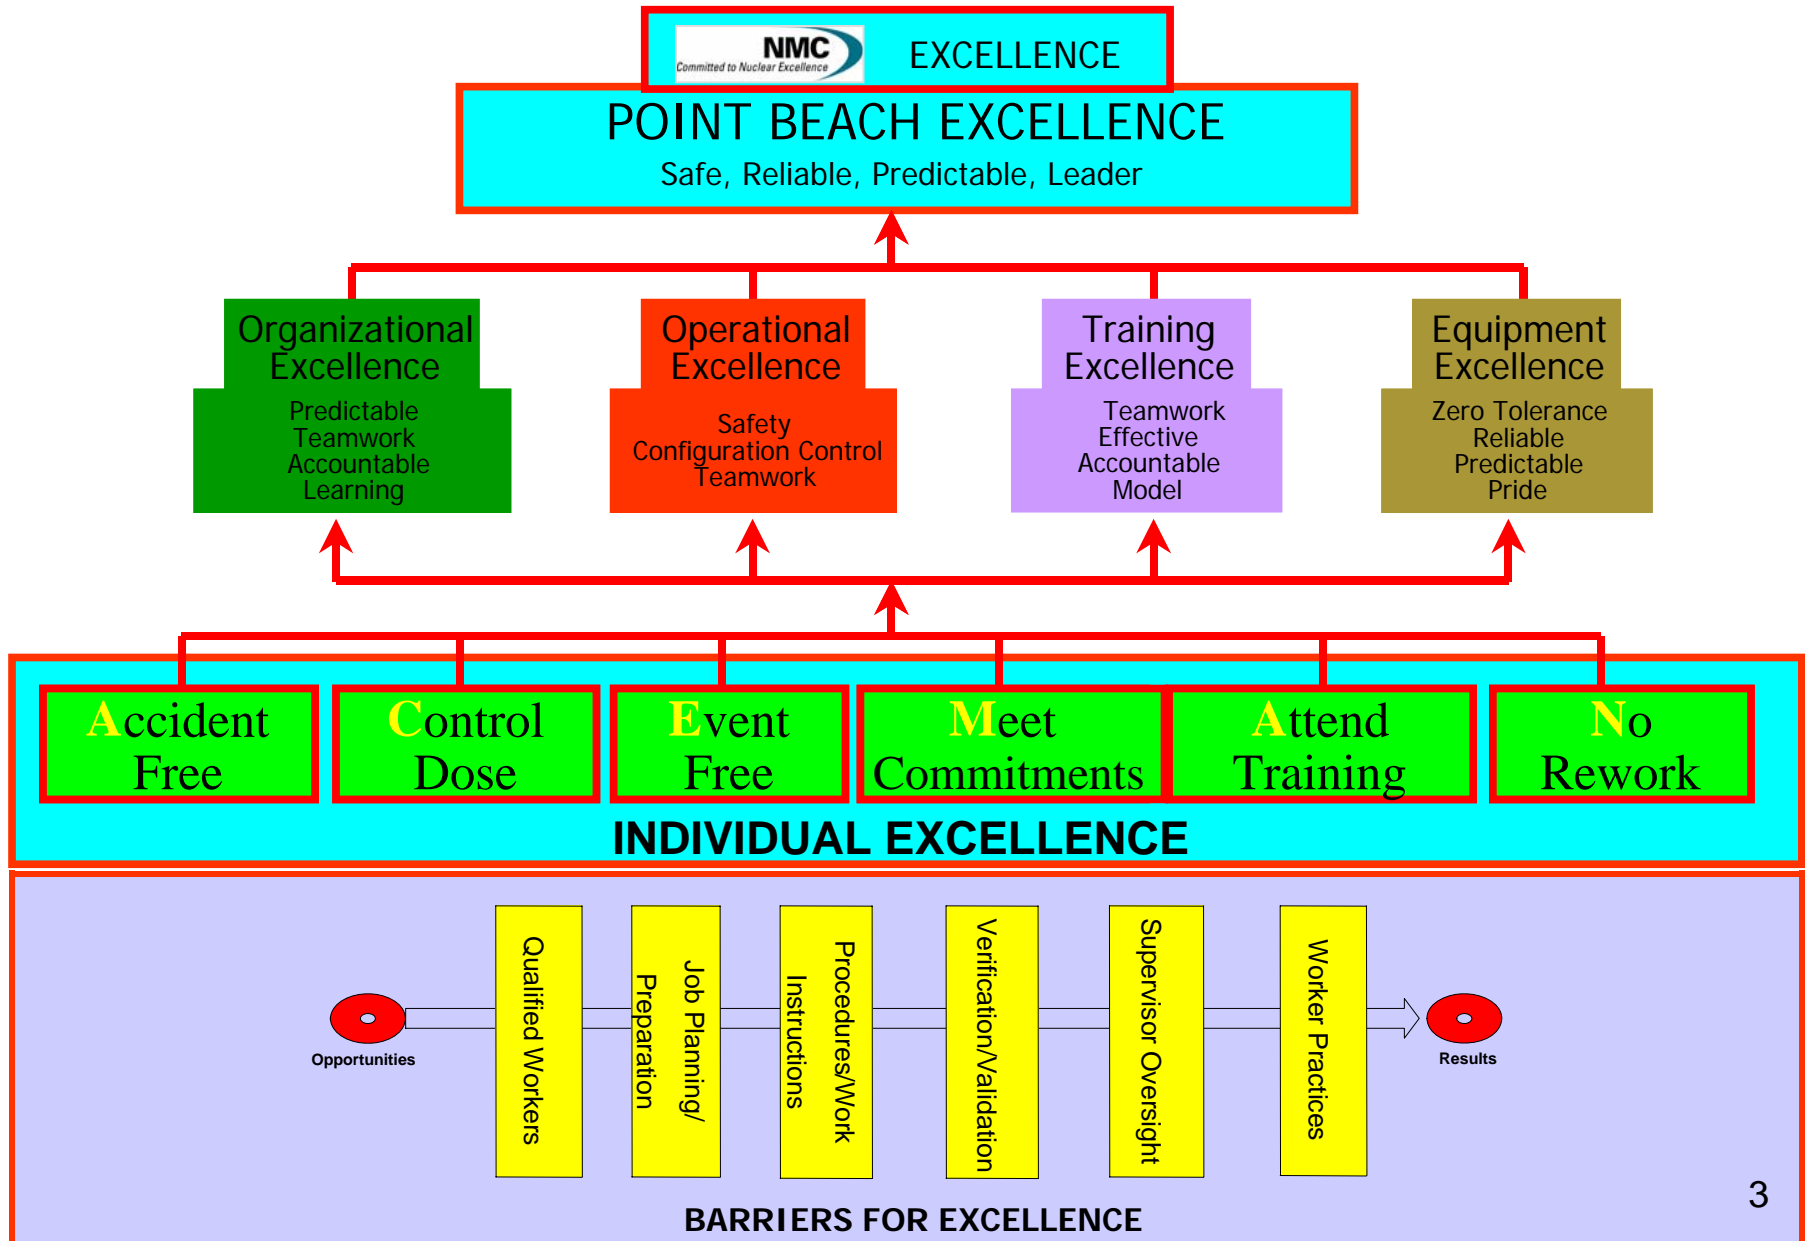 NMC
Committed to Nuclear Excellence
EXCELLENCE
POINT BEACH EXCELLENCE
Safe, Reliable, Predictable, Leader
Organizational
Excellence
Predictable
Teamwork
Accountable
Learning
Operational
Excellence
Safety
Configuration Control
Teamwork
Training
Excellence
Teamwork
Effective
Accountable
Model
Equipment
Excellence
Zero Tolerance
Reliable
Predictable
Pride
Accident
Free
Control
Dose
Event
Free
Meet
Commitments
Attend
Training
No
Rework
INDIVIDUAL EXCELLENCE
Opportunities
Qualified Workers
Job Planning/
Preparation
Procedures/Work
Instructions
Verification/Validation
Supervisor Oversight
Worker Practices
Results
BARRIERS FOR EXCELLENCE
3